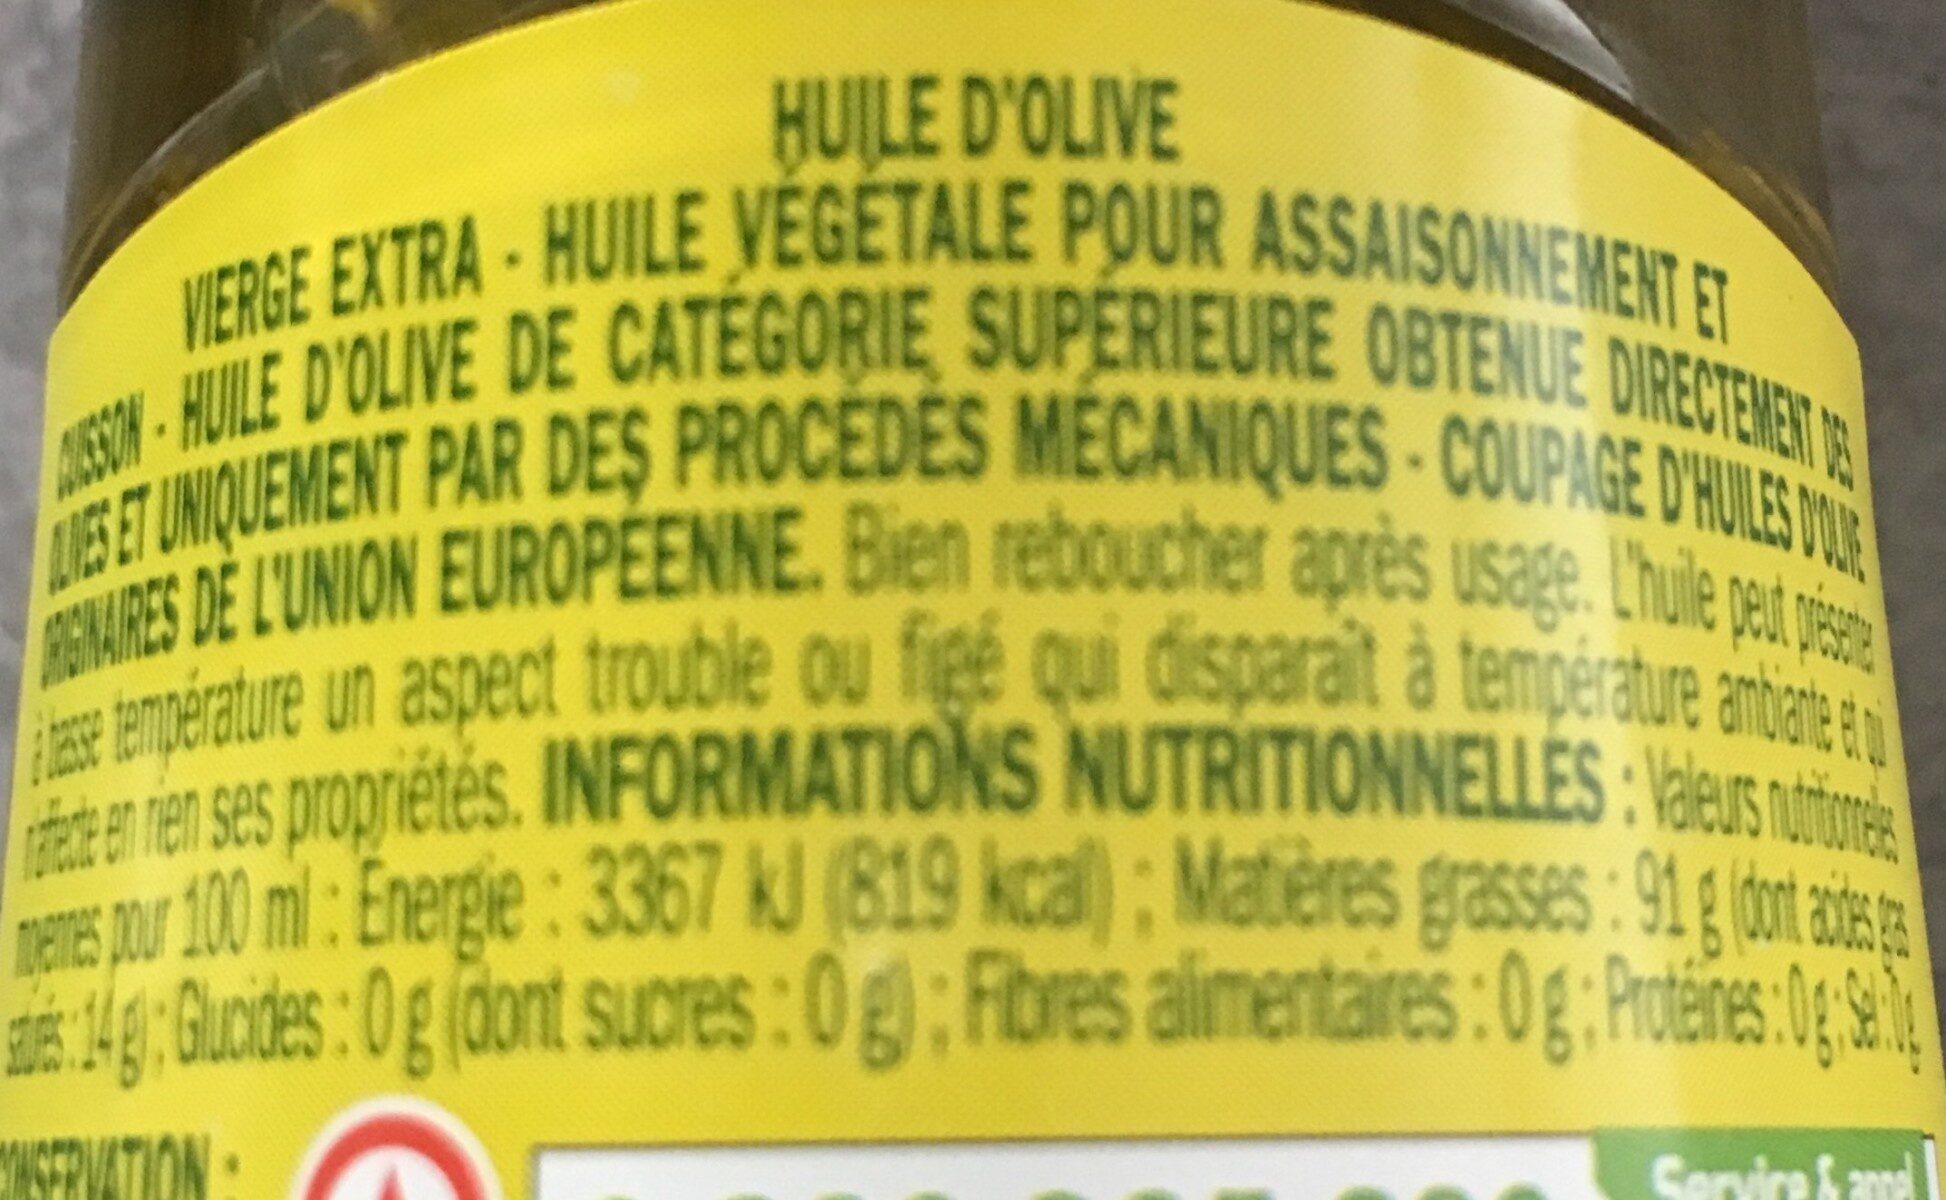 HUILE D'OLIVE
VIERGE EXTRA - HUILE VÉGÉTALE POUR ASSAISONNEMENT ET
CUISSON - HUILE D'OLIVE DE CATÉGORIE SUPÉRIEURE OBTENUE DIRECTEMENT DES
OLIVES ET UNIQUEMENT PAR DES PROCÉDÉS MÉCANIQUES - COUPAGE D'HUILES D'OLIVE
ORIGINAIRES DE L'UNION EUROPÉENNE. Bien reboucher après usage. L'huile peut présenter
à basse température un aspect trouble ou figé qui disparaît à température ambiante et qui
n'affecte en rien ses propriétés. INFORMATIONS NUTRITIONNELLES : Valeurs nutritionnelles
moyennes pour 100 ml : Energie : 3367 kJ (819 kcal) ; Matières grasses : 91 g (dont acides gras
saturés : 14 g) ; Glucides : 0 g (dont sucres : 0 g) ; Fibres alimentaires : 0 g ; Protéines : 0 g ; Sel : 0 g
CONSERVATION :
Service & appel